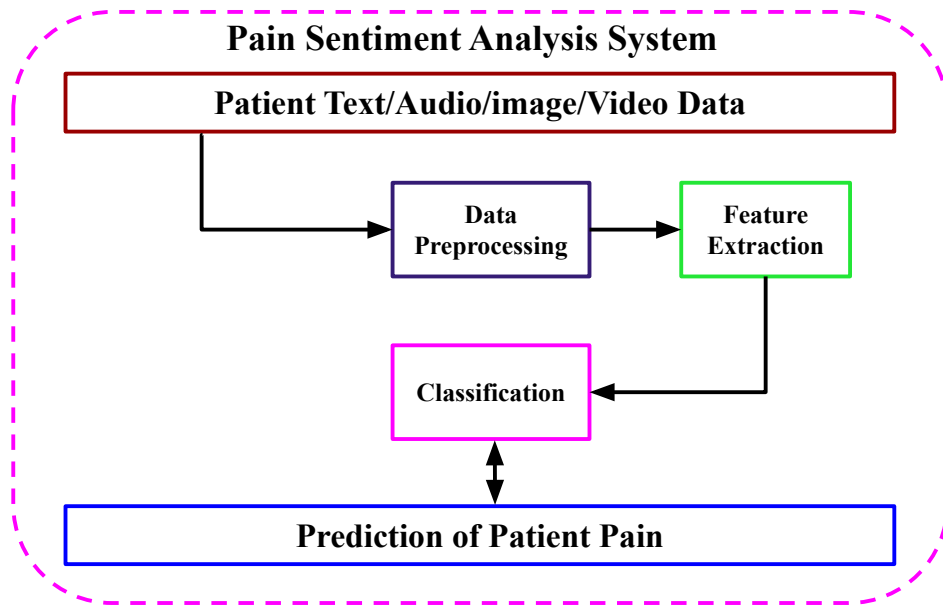 Pain Sentiment Analysis System
Patient Text/Audio/image/Video Data
Data
Preprocessing
Feature
Extraction
Classification
Prediction of Patient Pain